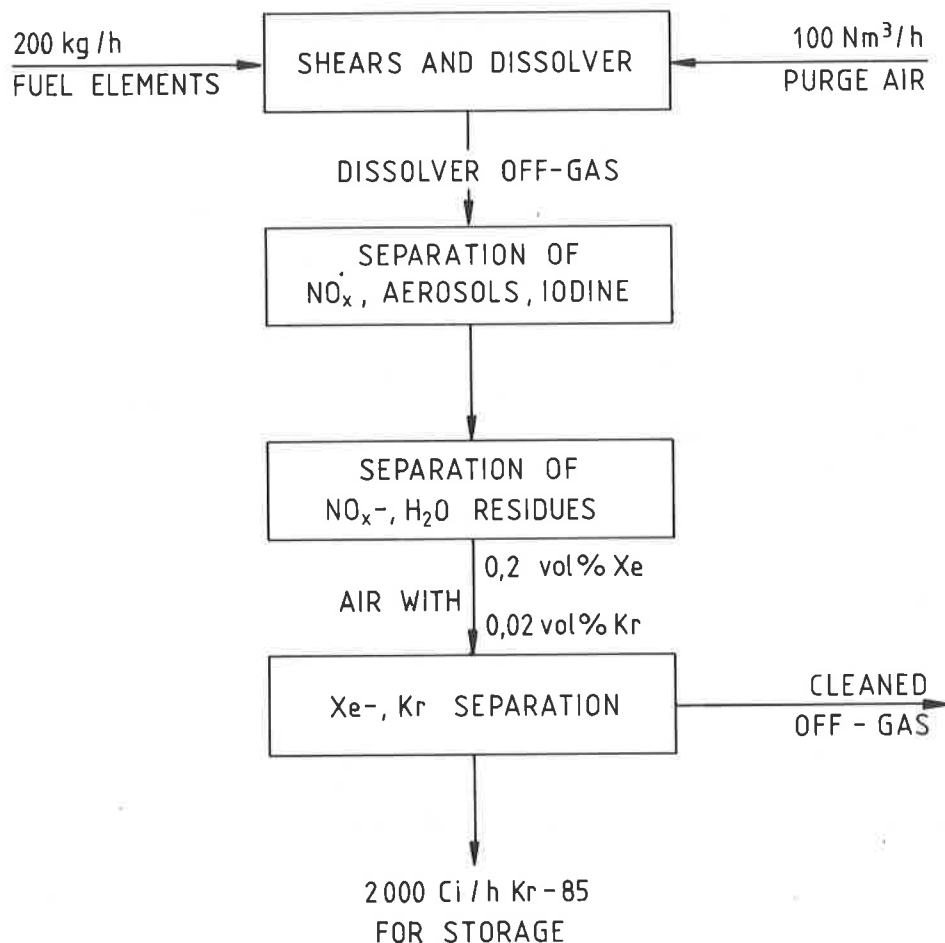 200 kg/h
FUEL ELEMENTS
SHEARS AND DISSOLVER
100 Nm³/h
PURGE AIR
DISSOLVER OFF-GAS
SEPARATION OF
NOₓ, AEROSOLS, IODINE
SEPARATION OF
NOₓ-, H₂O RESIDUES
0,2 vol% Xe
AIR WITH
0,02 vol% Kr
Xe-, Kr SEPARATION
CLEANED
OFF - GAS
2000 Ci/h Kr-85
FOR STORAGE